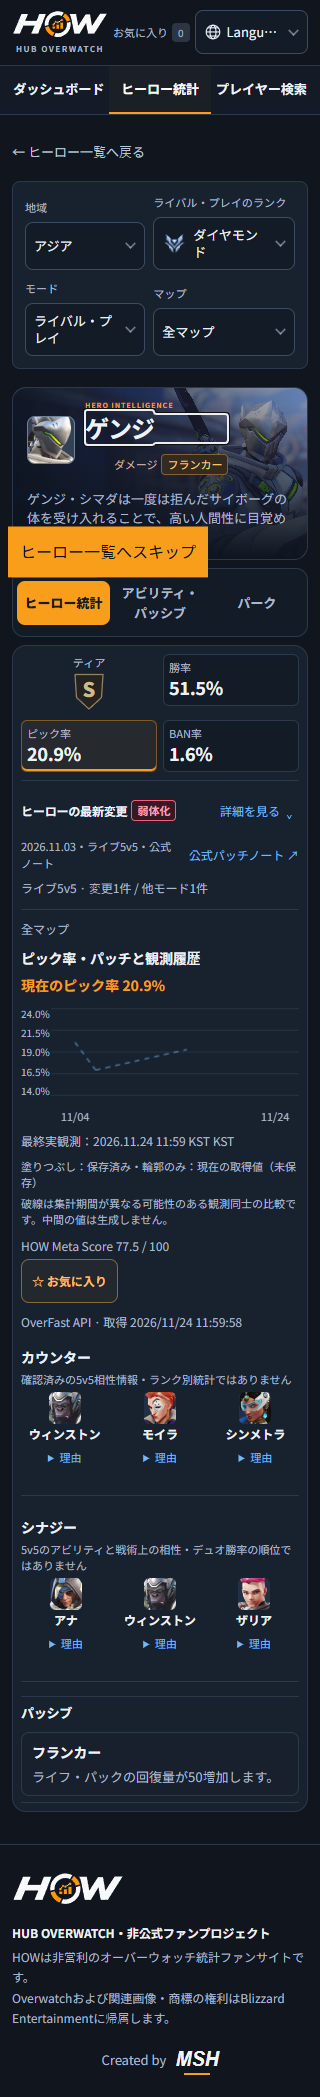 HOW
HUB OVERWATCH
お気に入り 0
Langu…
ダッシュボード ヒーロー統計 プレイヤー検索
← ヒーロー一覧へ戻る
地域
ライバル・プレイのランク
アジア
ダイヤモン
ド
モード
マップ
ライバル・プ
レイ
全マップ
HERO INTELLIGENCE
ゲンジ
ダメージ フランカー
ゲンジ・シマダは一度は拒んだサイボーグの
体を受け入れることで、高い人間性に目覚め
ヒーロー一覧へスキップ
ヒーロー統計
アビリティ・
パッシブ
パーク
ティア
S
勝率
51.5%
ピック率
20.9%
BAN率
1.6%
ヒーローの最新変更 弱体化 詳細を見る ⌄
2026.11.03・ライブ5v5・公式
ノート
公式パッチノート ↗
ライブ5v5 · 変更1件 / 他モード1件
全マップ
ピック率・パッチと観測履歴
現在のピック率 20.9%
24.0%
21.5%
19.0%
16.5%
14.0%
11/04 11/24
最終実観測：2026.11.24 11:59 KST KST
塗りつぶし：保存済み・輪郭のみ：現在の取得値（未保
存）
破線は集計期間が異なる可能性のある観測同士の比較で
す。中間の値は生成しません。
HOW Meta Score 77.5 / 100
☆ お気に入り
OverFast API · 取得 2026/11/24 11:59:58
カウンター
確認済みの5v5相性情報・ランク別統計ではありません
ウィンストン モイラ シンメトラ
▶ 理由 ▶ 理由 ▶ 理由
シナジー
5v5のアビリティと戦術上の相性・デュオ勝率の順位で
はありません
アナ ウィンストン ザリア
▶ 理由 ▶ 理由 ▶ 理由
パッシブ
フランカー
ライフ・パックの回復量が50増加します。
HOW
HUB OVERWATCH・非公式ファンプロジェクト
HOWは非営利のオーバーウォッチ統計ファンサイトで
す。
Overwatchおよび関連画像・商標の権利はBlizzard
Entertainmentに帰属します。
Created by MSH